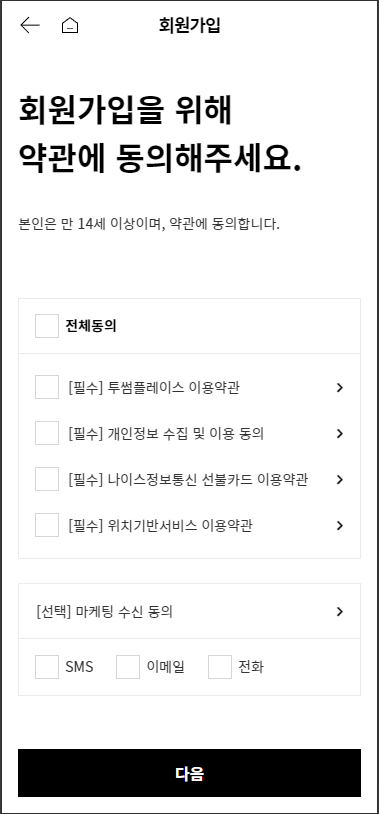 회원가입
회원가입을 위해
약관에 동의해주세요.
본인은 만 14세 이상이며, 약관에 동의합니다.
전체동의
[필수] 투썸플레이스 이용약관
[필수] 개인정보 수집 및 이용 동의
[필수] 나이스정보통신 선불카드 이용약관
[필수] 위치기반서비스 이용약관
[선택] 마케팅 수신 동의
SMS 이메일 전화
다음